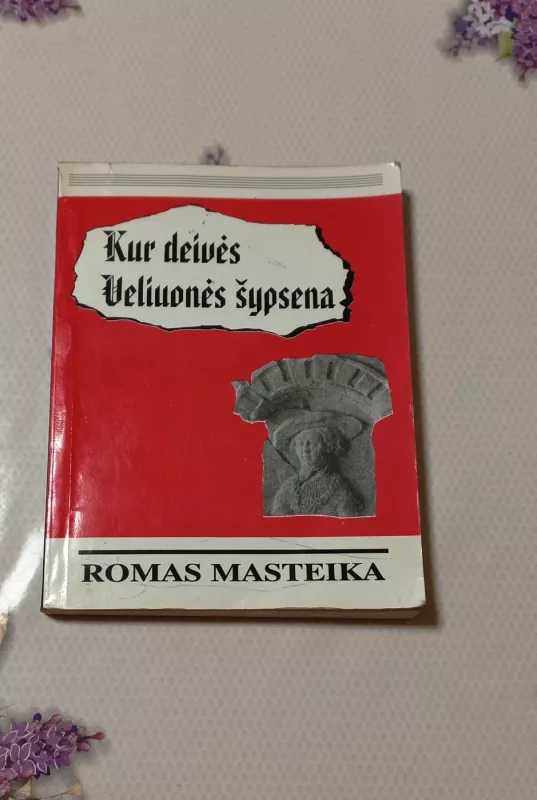 Kur deivės
Veliuonės šypsena
ROMAS MASTEIKA